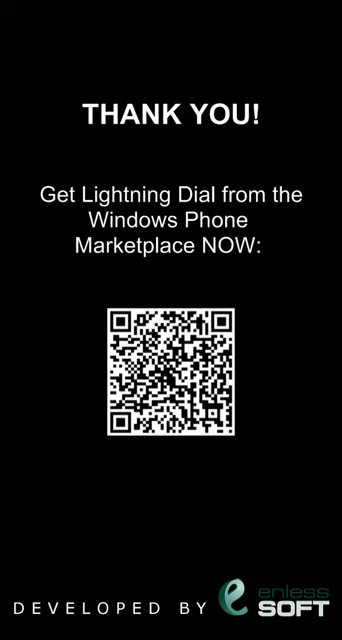 THANK YOU!
Get Lightning Dial from the
Windows Phone
Marketplace NOW:
DEVELOPED BY
enless
SOFT